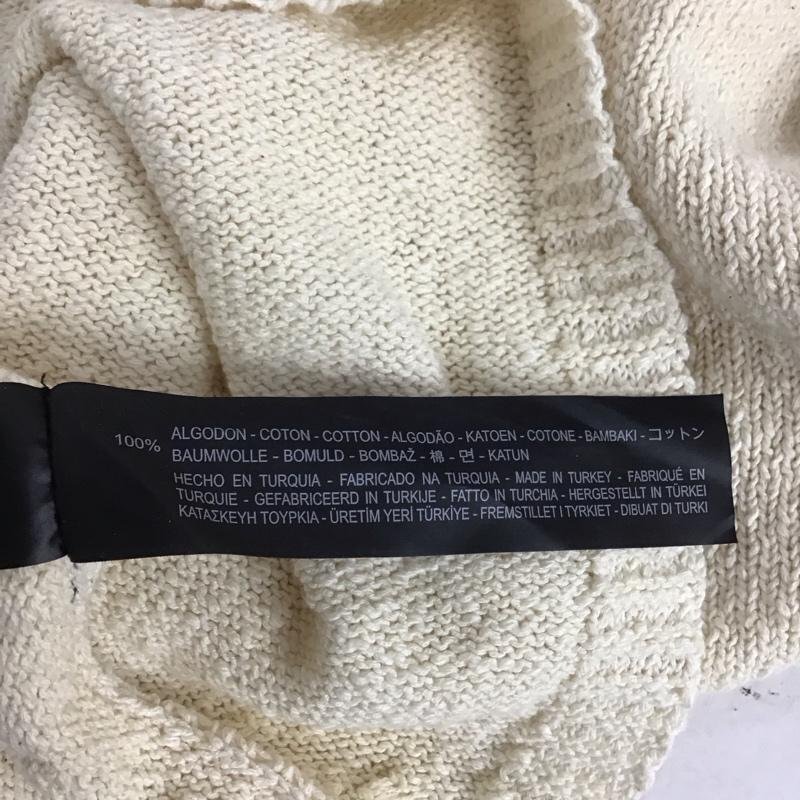 100% ALGODON - COTON - COTTON - ALGODÃO - KATOEN - COTONE - BAMBAKI - コットン
BAUMWOLLE - BOMULD - BOMBAŽ - 棉 - 면 - KATUN
HECHO EN TURQUIA - FABRICADO NA TURQUIA - MADE IN TURKEY - FABRIQUÉ EN
TURQUIE - GEFABRICEERD IN TURKIJE - FATTO IN TURCHIA - HERGESTELLT IN TÜRKEI
ΚΑΤΑΣΚΕΥΗ ΤΟΥΡΚΙΑ - ÜRETİM YERİ TÜRKİYE - FREMSTILLET I TYRKIET - DIBUAT DI TURKI